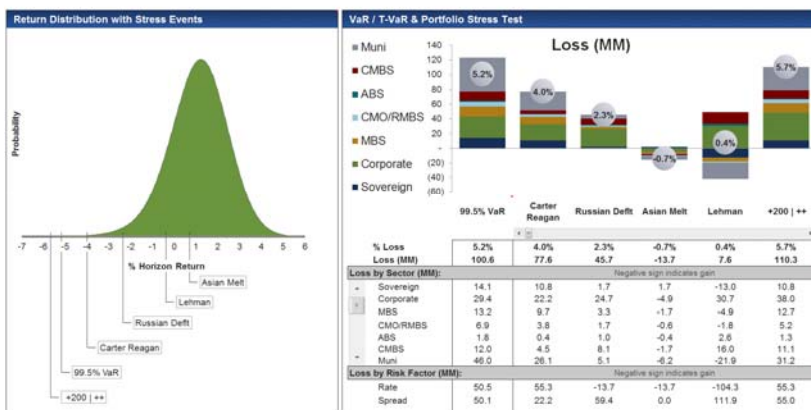 Return Distribution with Stress Events
Probability
-7 -6 -5 -4 -3 -2 -1 0 1 2 3 4 5 6
% Horizon Return
Asian Melt
Lehman
Russian Deflt
Carter Reagan
99.5% VaR
+200 | ++
VaR / T-VaR & Portfolio Stress Test
Loss (MM)
Muni
CMBS
ABS
CMO/RMBS
MBS
Corporate
Sovereign
140
120
100
80
60
40
20
-
(20)
(40)
(60)
5.2% 4.0% 2.3% -0.7% 0.4% 5.7%
99.5% VaR Carter Reagan Russian Deflt Asian Melt Lehman +200 | ++
% Loss 5.2% 4.0% 2.3% -0.7% 0.4% 5.7%
Loss (MM) 100.6 77.6 45.7 -13.7 7.6 110.3
Loss by Sector (MM): Negative sign indicates gain
Sovereign 14.1 10.8 1.7 1.7 -13.0 10.8
Corporate 29.4 22.2 24.7 -4.9 30.7 38.0
MBS 13.2 9.7 3.3 -1.7 -4.9 12.7
CMO/RMBS 6.9 3.8 1.7 -0.6 -1.8 5.2
ABS 1.8 0.4 1.0 -0.4 2.6 1.3
CMBS 12.0 4.5 8.1 -1.7 16.0 11.1
Muni 46.0 26.1 5.1 -6.2 -21.9 31.2
Loss by Risk Factor (MM): Negative sign indicates gain
Rate 50.5 55.3 -13.7 -13.7 -104.3 55.3
Spread 50.1 22.2 59.4 0.0 111.9 55.0